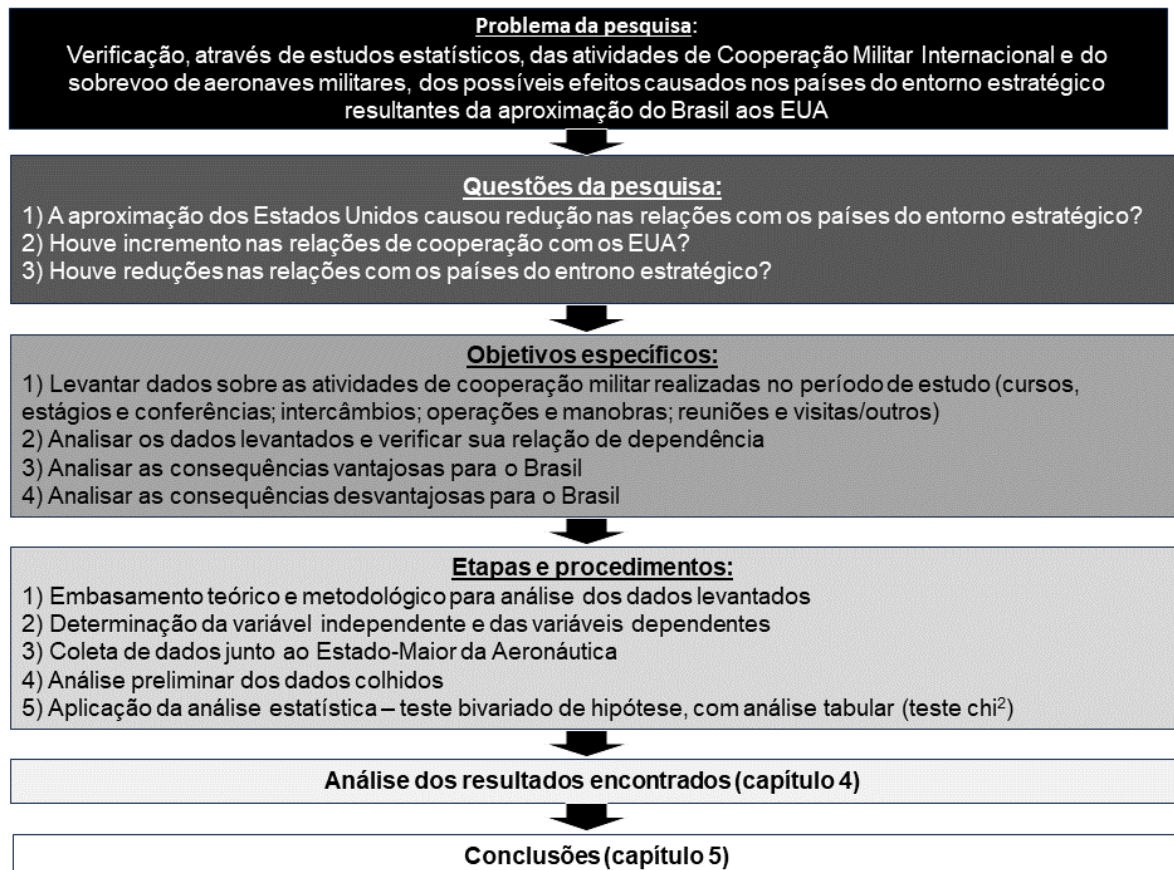 Problema da pesquisa:
Verificação, através de estudos estatísticos, das atividades de Cooperação Militar Internacional e do
sobrevoo de aeronaves militares, dos possíveis efeitos causados nos países do entorno estratégico
resultantes da aproximação do Brasil aos EUA
Questões da pesquisa:
1) A aproximação dos Estados Unidos causou redução nas relações com os países do entorno estratégico?
2) Houve incremento nas relações de cooperação com os EUA?
3) Houve reduções nas relações com os países do entrono estratégico?
Objetivos específicos:
1) Levantar dados sobre as atividades de cooperação militar realizadas no período de estudo (cursos,
estágios e conferências; intercâmbios; operações e manobras; reuniões e visitas/outros)
2) Analisar os dados levantados e verificar sua relação de dependência
3) Analisar as consequências vantajosas para o Brasil
4) Analisar as consequências desvantajosas para o Brasil
Etapas e procedimentos:
1) Embasamento teórico e metodológico para análise dos dados levantados
2) Determinação da variável independente e das variáveis dependentes
3) Coleta de dados junto ao Estado-Maior da Aeronáutica
4) Análise preliminar dos dados colhidos
5) Aplicação da análise estatística – teste bivariado de hipótese, com análise tabular (teste chi²)
Análise dos resultados encontrados (capítulo 4)
Conclusões (capítulo 5)